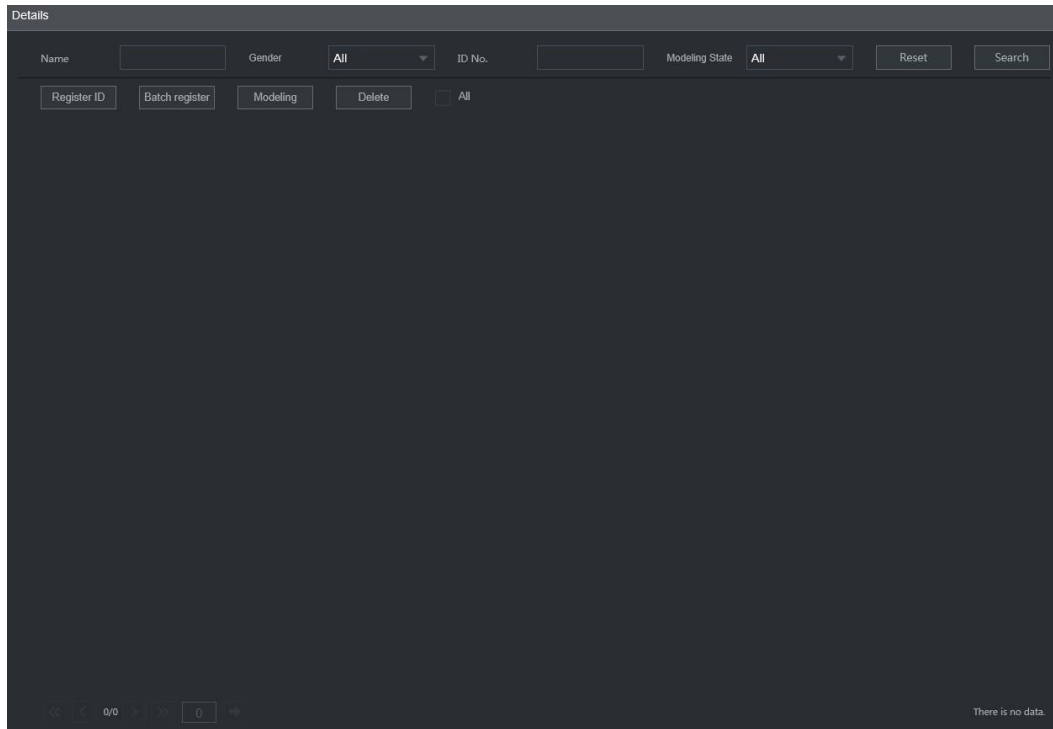 Details
Name Gender All ID No. Modeling State All Reset Search
Register ID Batch register Modeling Delete All
0/0 0 There is no data.